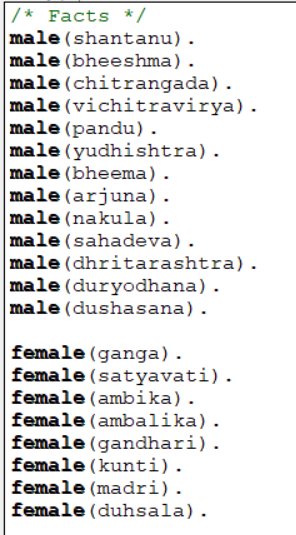 /* Facts */
male(shantanu).
male(bheeshma).
male(chitrangada).
male(vichitravirya).
male(pandu).
male(yudhishtra).
male(bheema).
male(arjuna).
male(nakula).
male(sahadeva).
male(dhritarashtra).
male(duryodhana).
male(dushasana).
female(ganga).
female(satyavati).
female(ambika).
female(ambalika).
female(gandhari).
female(kunti).
female(madri).
female(duhsala).